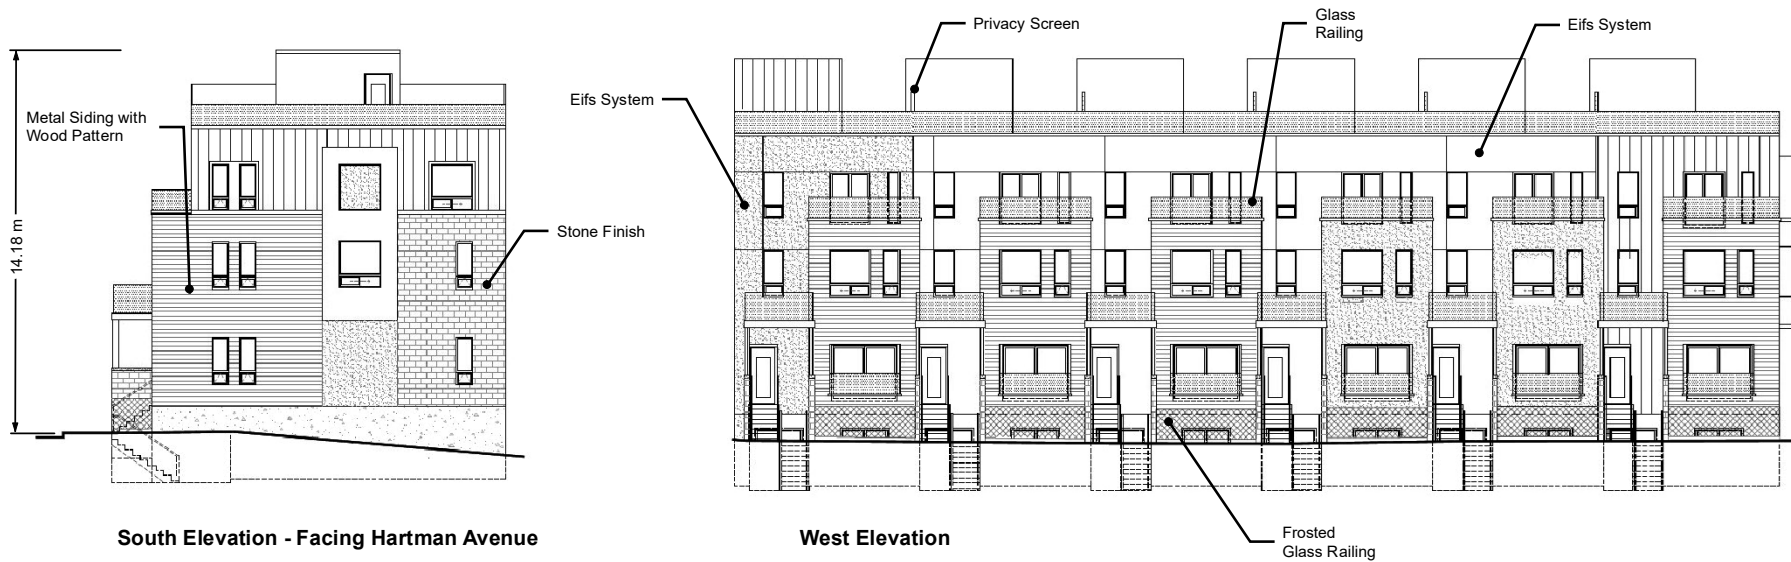 Privacy Screen
Glass
Railing
Eifs System
Eifs System
Metal Siding with
Wood Pattern
14.18 m
Stone Finish
South Elevation - Facing Hartman Avenue
West Elevation
Frosted
Glass Railing